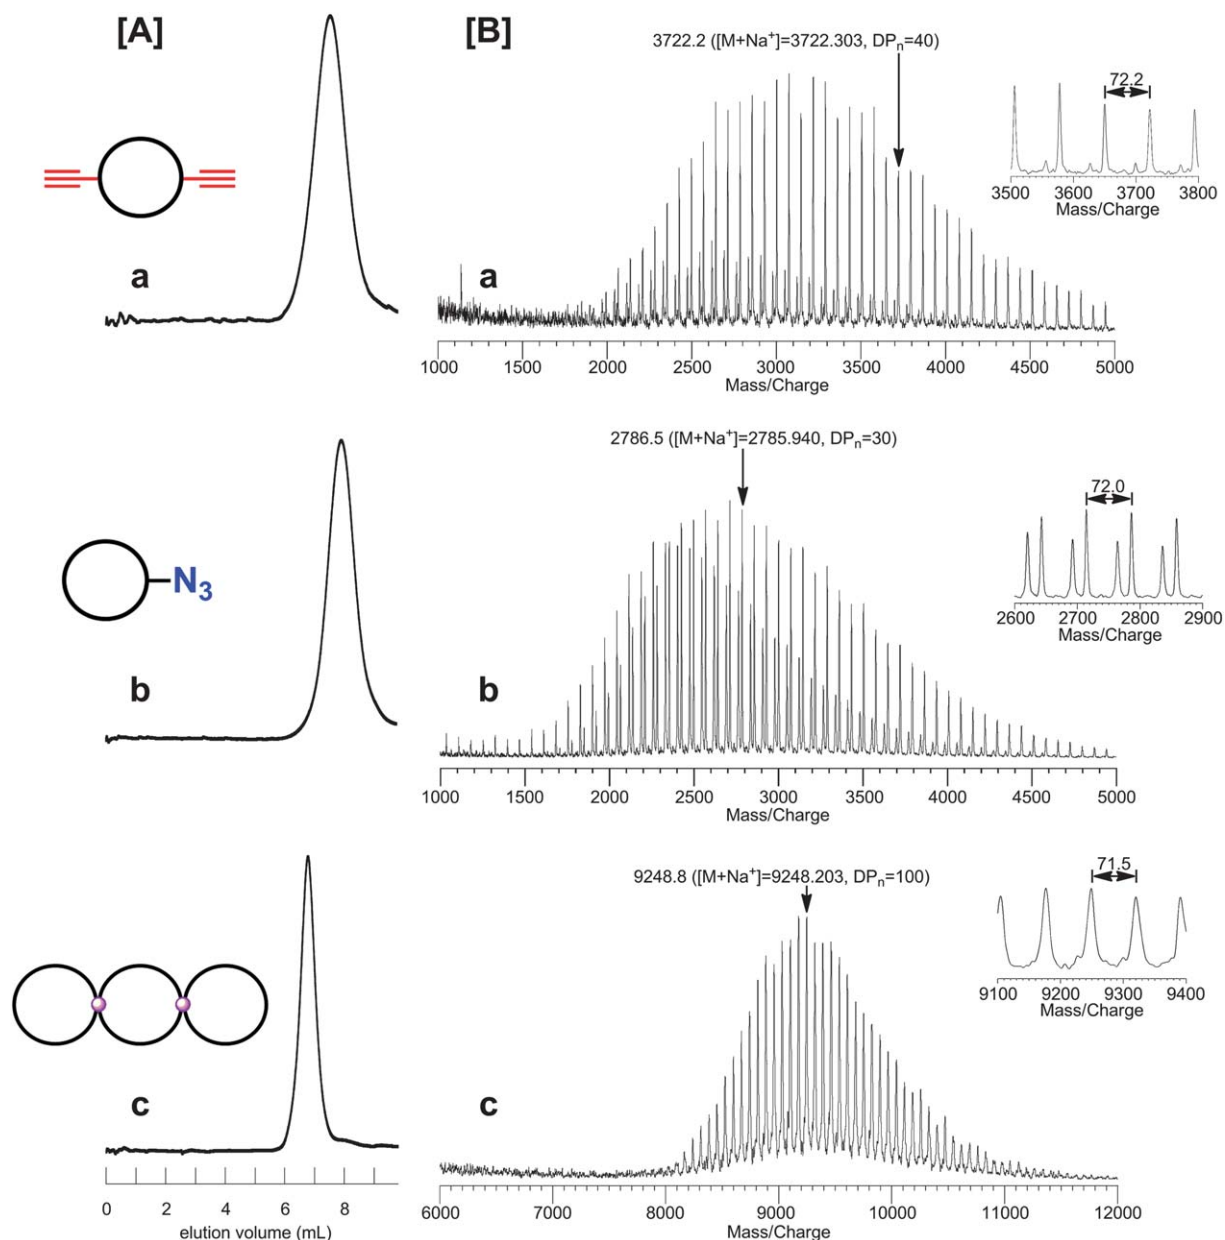 [A]
[B]
3722.2 ([M+Na⁺]=3722.303, DPₙ=40)
72.2
3500 3600 3700 3800
Mass/Charge
a
a
1000 1500 2000 2500 3000 3500 4000 4500 5000
Mass/Charge
2786.5 ([M+Na⁺]=2785.940, DPₙ=30)
72.0
2600 2700 2800 2900
Mass/Charge
N₃
b
b
1000 1500 2000 2500 3000 3500 4000 4500 5000
Mass/Charge
9248.8 ([M+Na⁺]=9248.203, DPₙ=100)
71.5
9100 9200 9300 9400
Mass/Charge
c
c
0 2 4 6 8
elution volume (mL)
6000 7000 8000 9000 10000 11000 12000
Mass/Charge